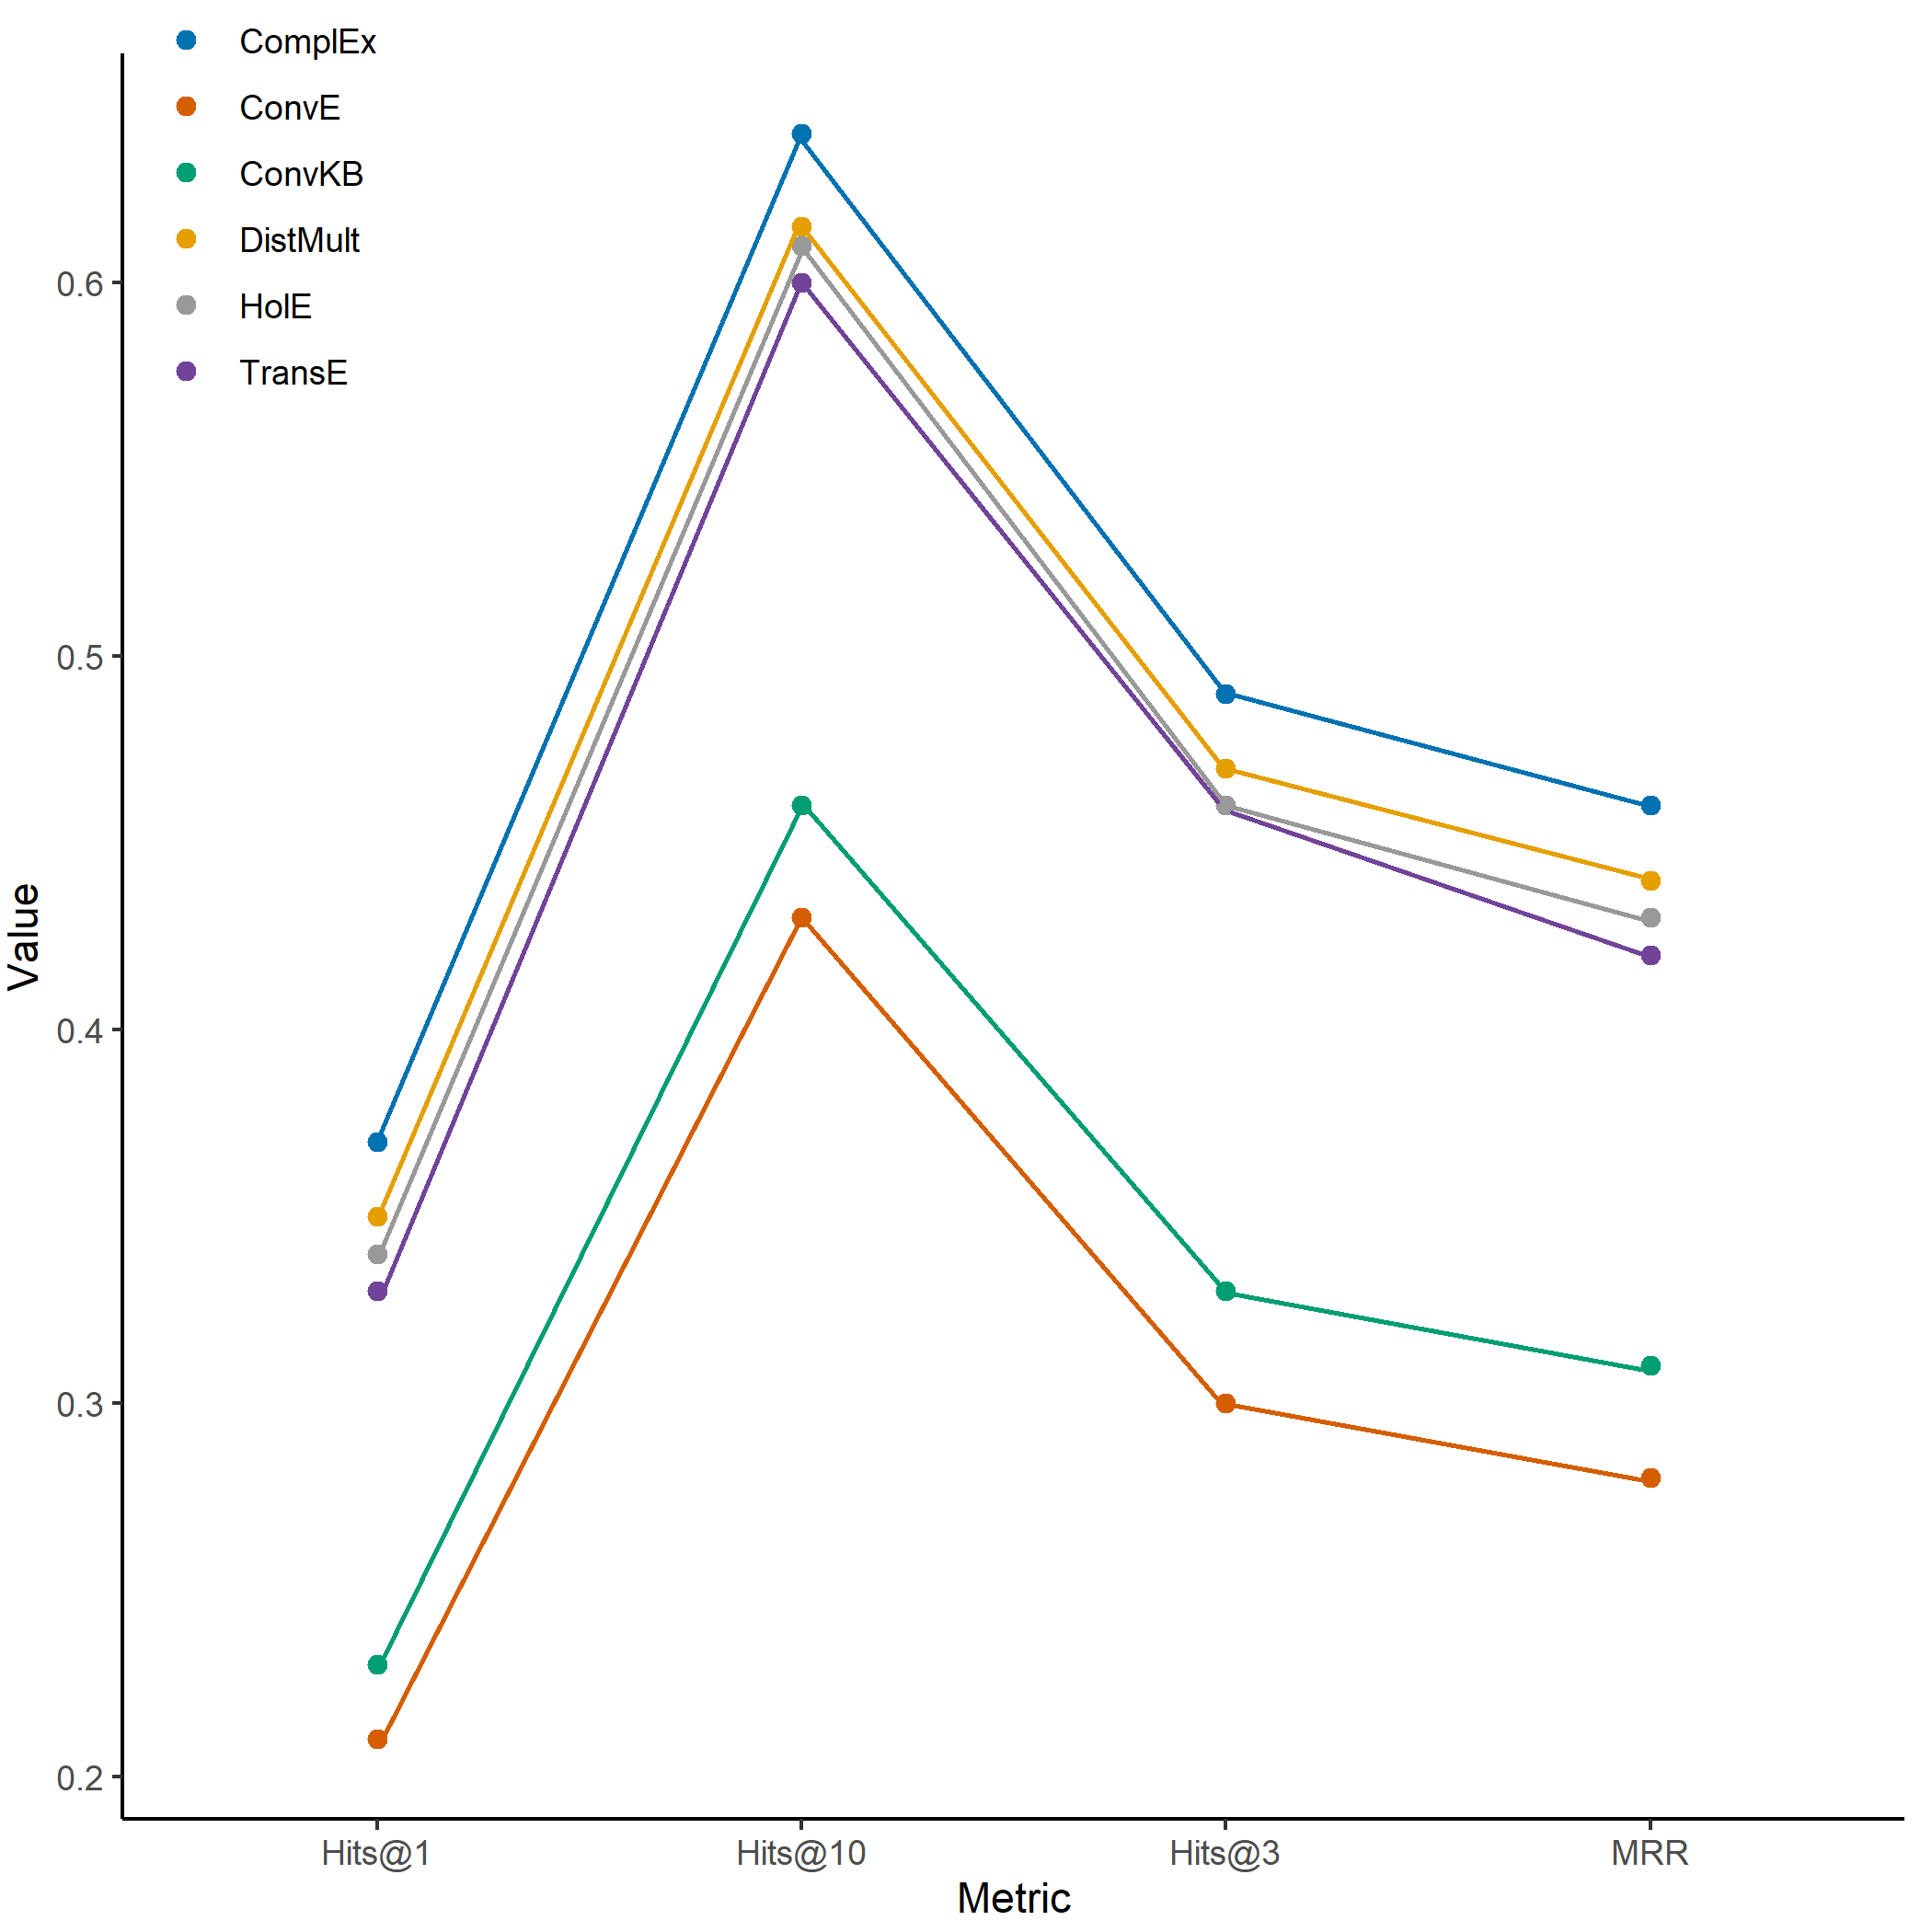 ComplEx
ConvE
ConvKB
DistMult
HolE
TransE
0.6
0.5
0.4
0.3
0.2
Value
Hits@1 Hits@10 Hits@3 MRR
Metric